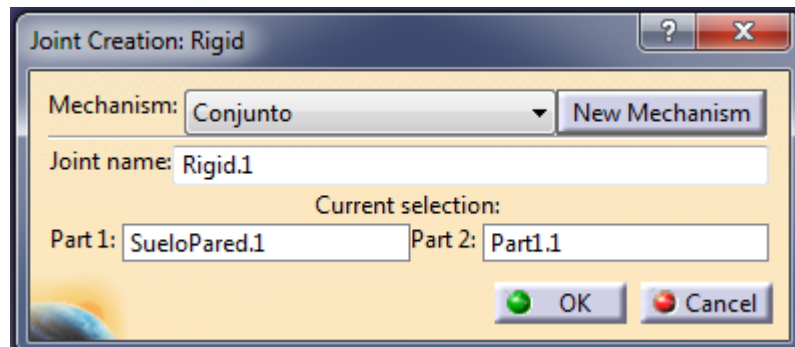 Joint Creation: Rigid
?
Mechanism: Conjunto New Mechanism
Joint name: Rigid.1
Current selection:
Part 1: SueloPared.1 Part 2: Part1.1
OK Cancel